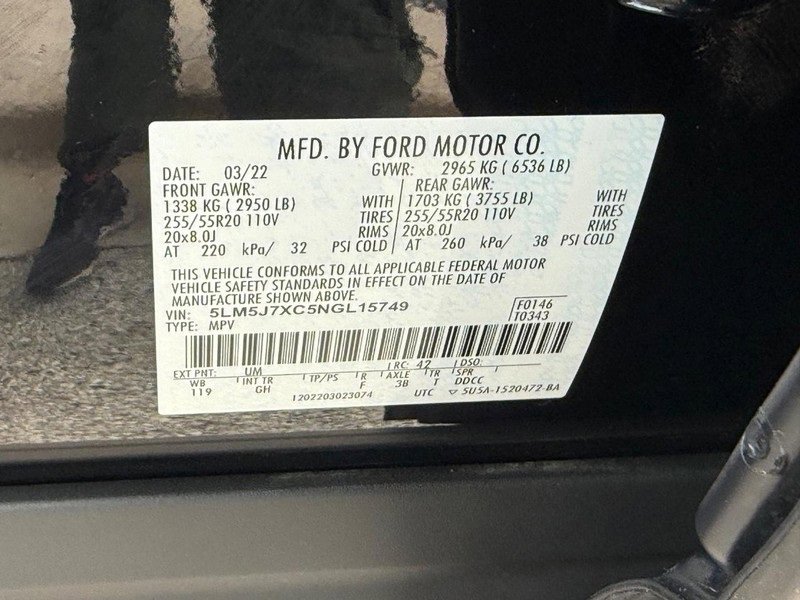 MFD. BY FORD MOTOR CO.
DATE: 03/22 GVWR: 2965 KG ( 6536 LB)
FRONT GAWR: REAR GAWR:
1338 KG ( 2950 LB) WITH 1703 KG ( 3755 LB) WITH
255/55R20 110V TIRES 255/55R20 110V TIRES
20x8.0J RIMS 20x8.0J RIMS
AT 220 kPa/ 32 PSI COLD AT 260 kPa/ 38 PSI COLD
THIS VEHICLE CONFORMS TO ALL APPLICABLE FEDERAL MOTOR
VEHICLE SAFETY STANDARDS IN EFFECT ON THE DATE OF
MANUFACTURE SHOWN ABOVE.
VIN: 5LM5J7XC5NGL15749 F0146
TYPE: MPV T0343
EXT PNT: UM RC: 42 DSO:
WB INT TR TP/PS R AXLE TR SPR
119 GH F 3B T DDCC
1202203023074 UTC ▽ 5U5A-1520472-BA